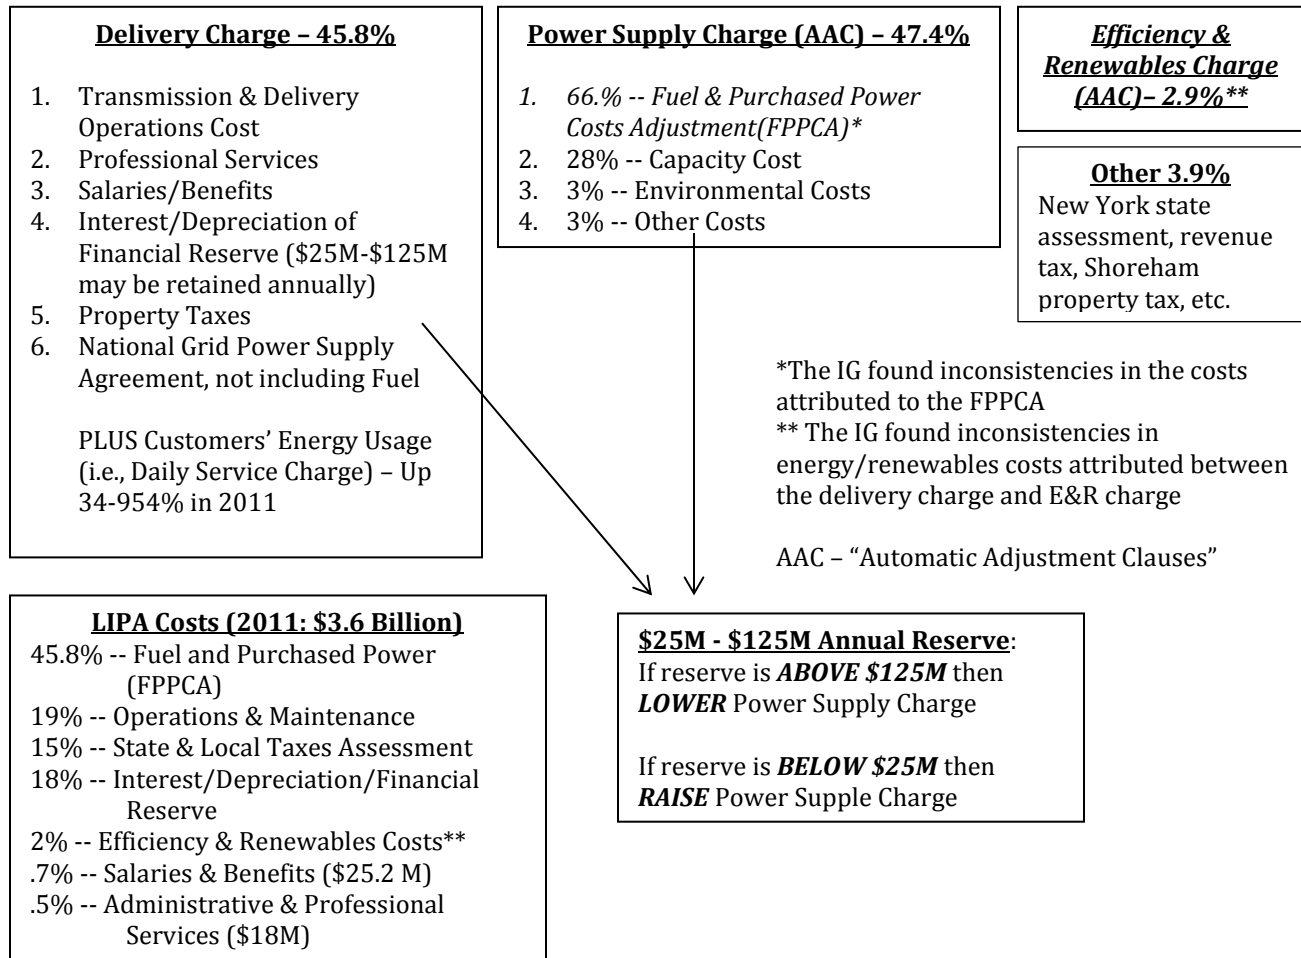 Delivery Charge – 45.8%
1. Transmission & Delivery
Operations Cost
2. Professional Services
3. Salaries/Benefits
4. Interest/Depreciation of
Financial Reserve ($25M-$125M
may be retained annually)
5. Property Taxes
6. National Grid Power Supply
Agreement, not including Fuel
PLUS Customers’ Energy Usage
(i.e., Daily Service Charge) – Up
34-954% in 2011
Power Supply Charge (AAC) – 47.4%
1. 66.% -- Fuel & Purchased Power
Costs Adjustment(FPPCA)*
2. 28% -- Capacity Cost
3. 3% -- Environmental Costs
4. 3% -- Other Costs
Efficiency &
Renewables Charge
(AAC)– 2.9%**
Other 3.9%
New York state
assessment, revenue
tax, Shoreham
property tax, etc.
*The IG found inconsistencies in the costs
attributed to the FPPCA
** The IG found inconsistencies in
energy/renewables costs attributed between
the delivery charge and E&R charge
AAC – “Automatic Adjustment Clauses”
LIPA Costs (2011: $3.6 Billion)
45.8% -- Fuel and Purchased Power
(FPPCA)
19% -- Operations & Maintenance
15% -- State & Local Taxes Assessment
18% -- Interest/Depreciation/Financial
Reserve
2% -- Efficiency & Renewables Costs**
.7% -- Salaries & Benefits ($25.2 M)
.5% -- Administrative & Professional
Services ($18M)
$25M - $125M Annual Reserve:
If reserve is ABOVE $125M then
LOWER Power Supply Charge
If reserve is BELOW $25M then
RAISE Power Supple Charge